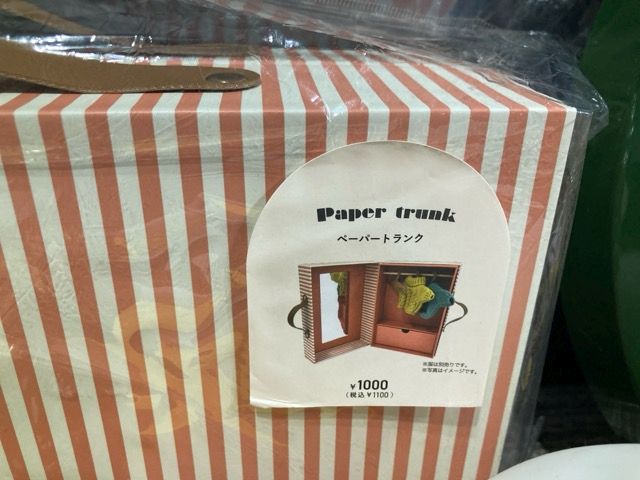 Paper trunk
ペーパートランク
※服は別売りです。
※写真はイメージです。
¥1000
(税込¥1100)